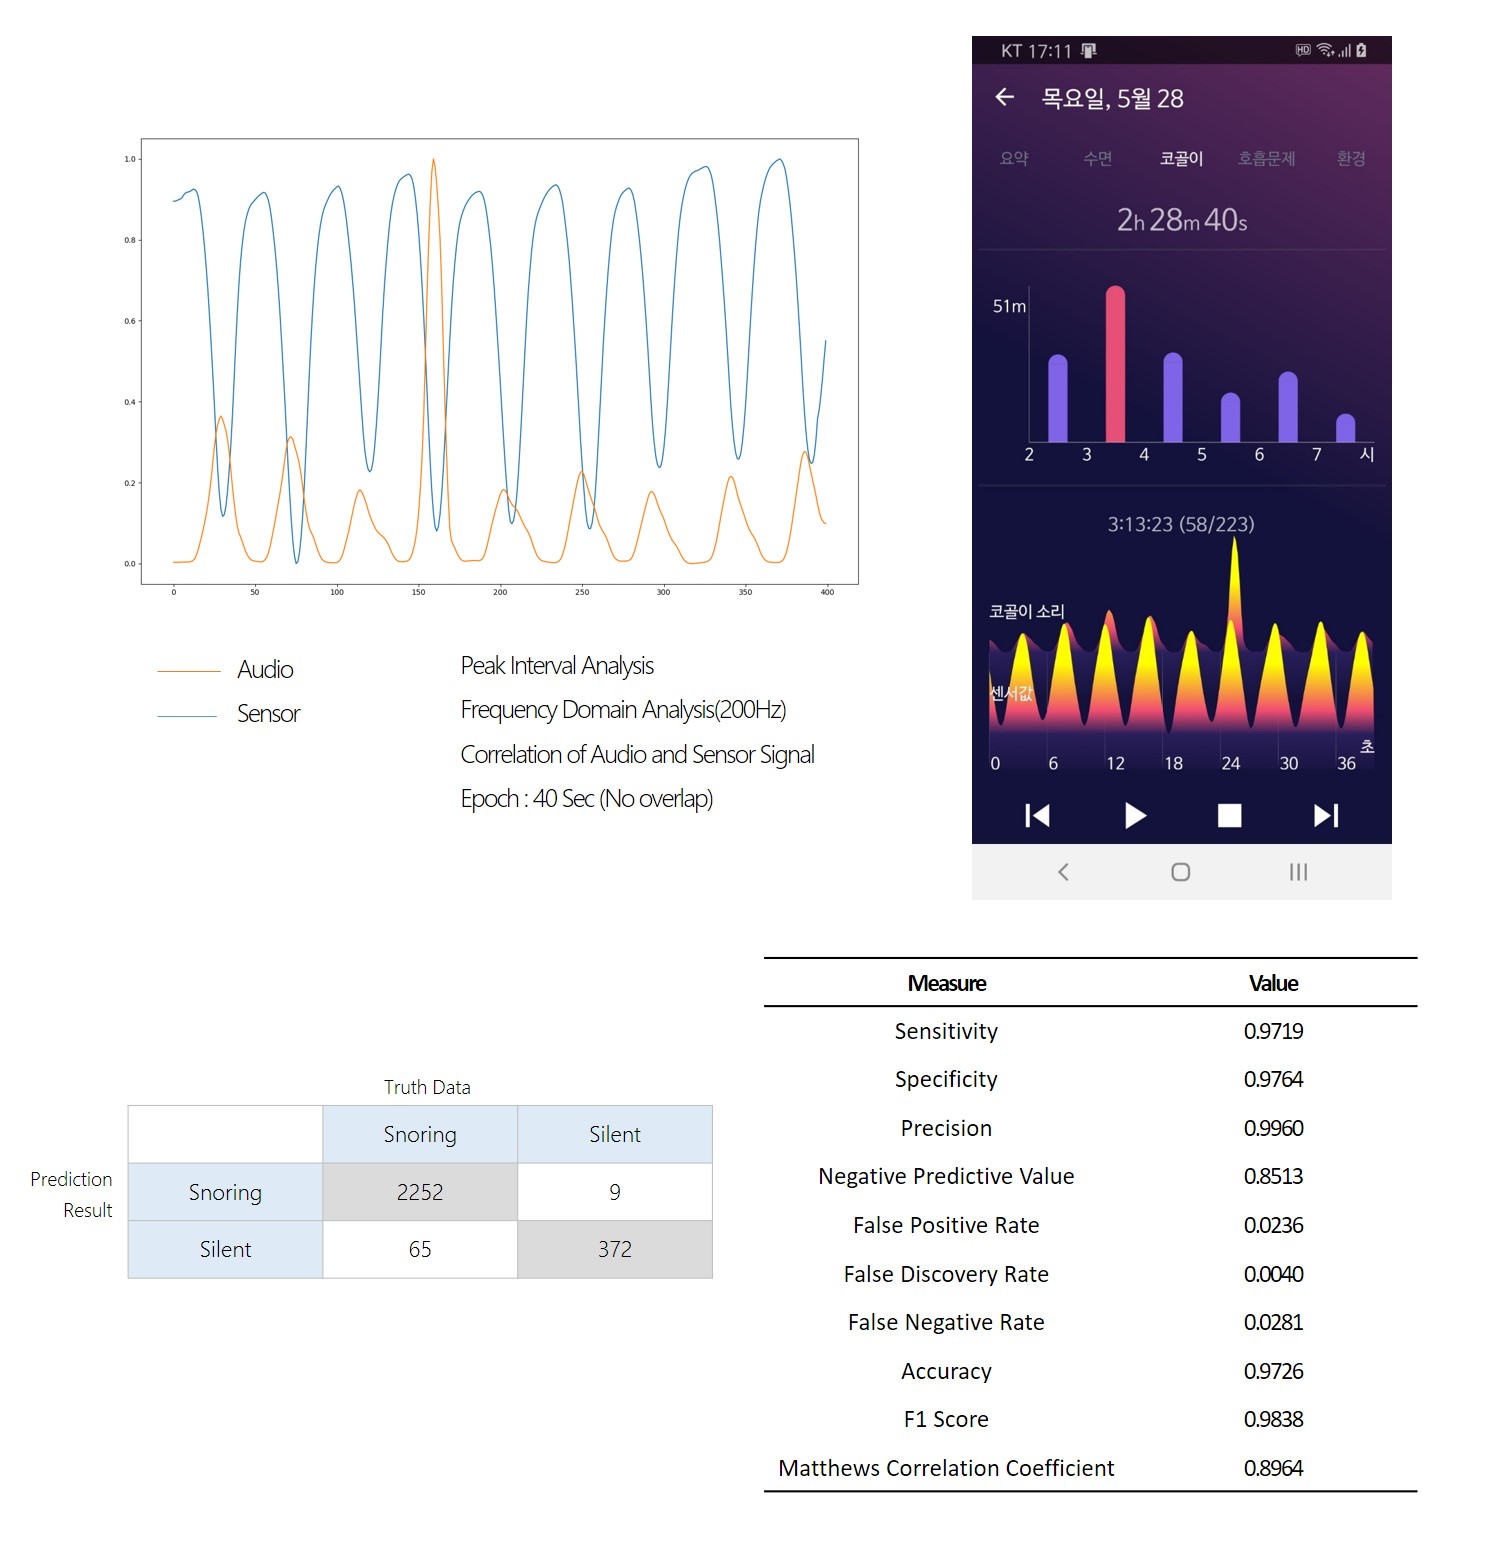 KT 17:11
HD
목요일, 5월 28
요약 수면 코골이 호흡문제 환경
2h 28m 40s
51m
2 3 4 5 6 7 시
3:13:23 (58/223)
코골이 소리
센서값
초
0 6 12 18 24 30 36
1.0
0.8
0.6
0.4
0.2
0.0
0 50 100 150 200 250 300 350 400
Audio
Sensor
Peak Interval Analysis
Frequency Domain Analysis(200Hz)
Correlation of Audio and Sensor Signal
Epoch : 40 Sec (No overlap)
Truth Data
Snoring Silent
Prediction
Result
Snoring 2252 9
Silent 65 372
Measure Value
Sensitivity 0.9719
Specificity 0.9764
Precision 0.9960
Negative Predictive Value 0.8513
False Positive Rate 0.0236
False Discovery Rate 0.0040
False Negative Rate 0.0281
Accuracy 0.9726
F1 Score 0.9838
Matthews Correlation Coefficient 0.8964